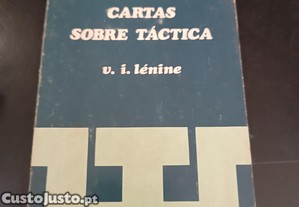 CARTAS
SOBRE TÁCTICA
v. i. lénine
CustoJusto.pt